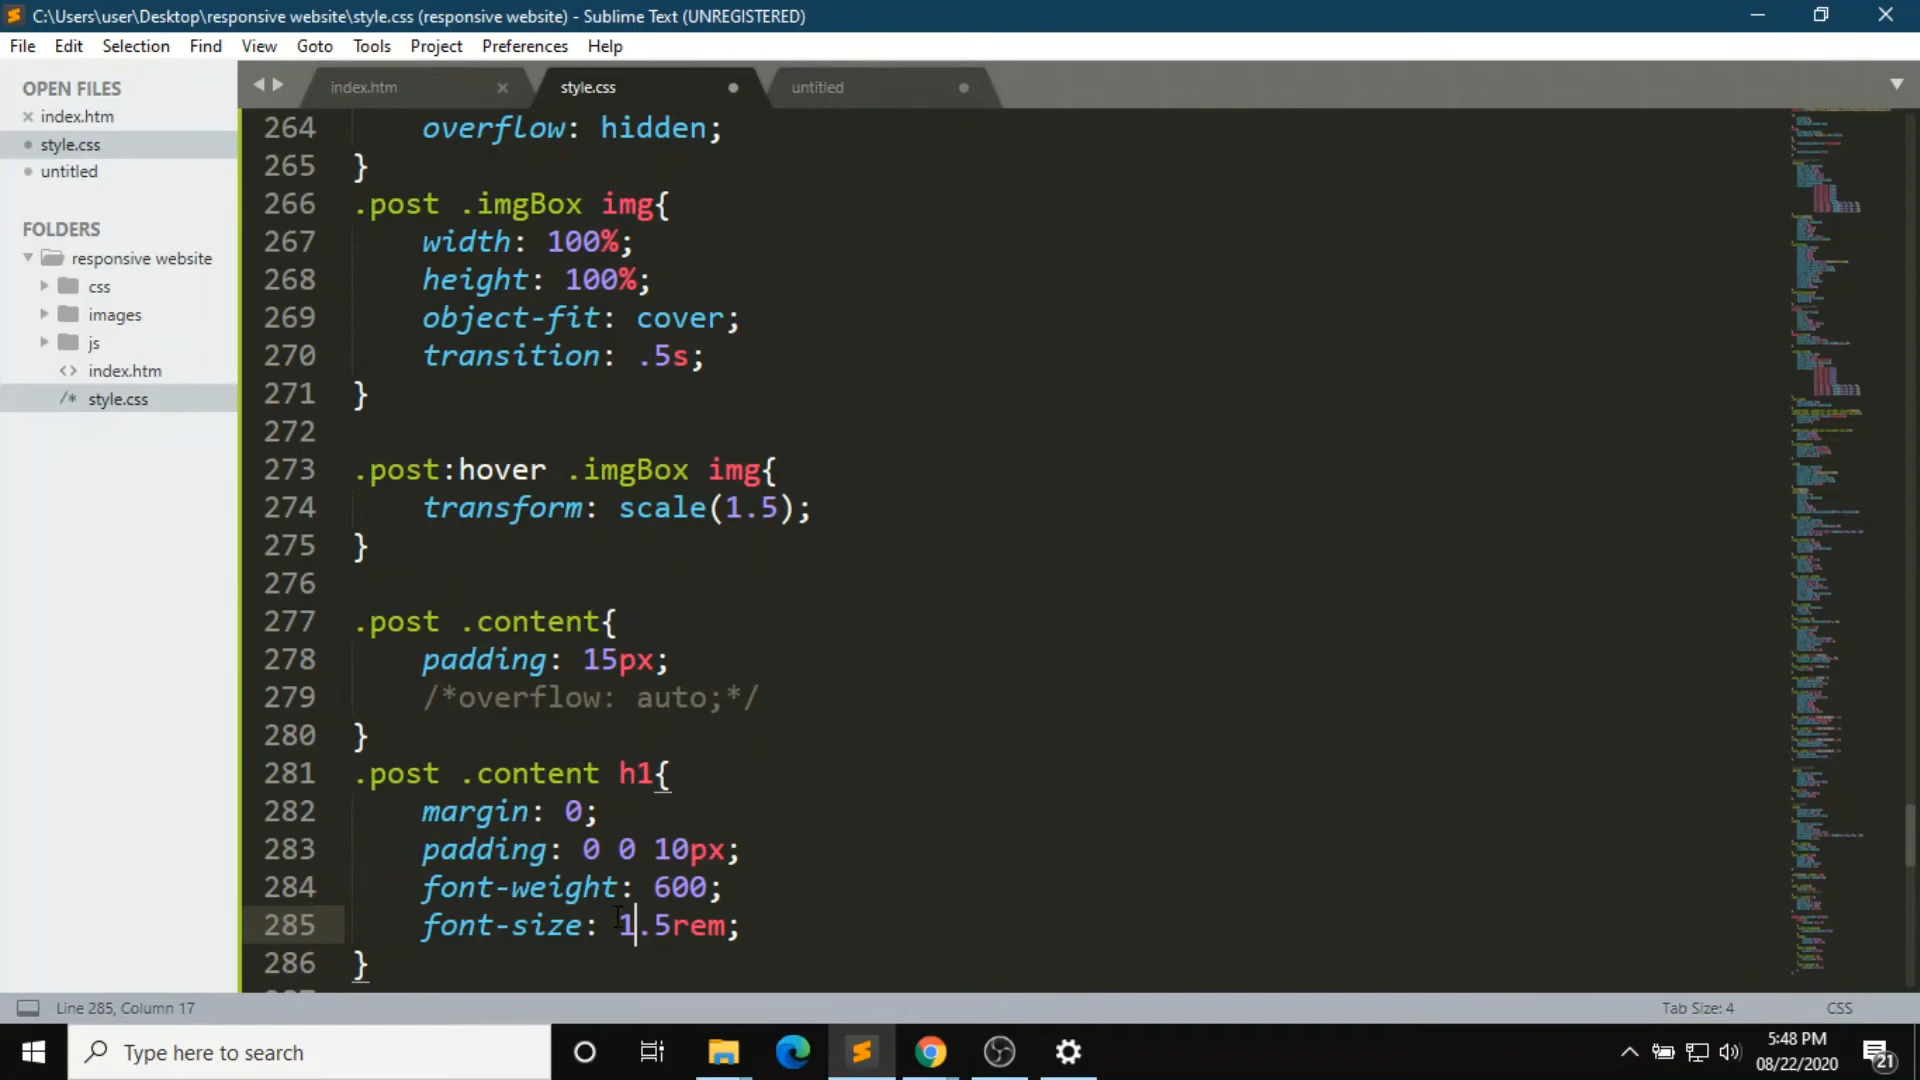 C:\Users\user\Desktop\responsive website\style.css (responsive website) - Sublime Text (UNREGISTERED)
File Edit Selection Find View Goto Tools Project Preferences Help
OPEN FILES
index.htm
style.css
untitled
FOLDERS
responsive website
css
images
js
index.htm
style.css
index.htm style.css untitled
264 overflow: hidden;
265 }
266 .post .imgBox img{
267 width: 100%;
268 height: 100%;
269 object-fit: cover;
270 transition: .5s;
271 }
272
273 .post:hover .imgBox img{
274 transform: scale(1.5);
275 }
276
277 .post .content{
278 padding: 15px;
279 /*overflow: auto;*/
280 }
281 .post .content h1{
282 margin: 0;
283 padding: 0 0 10px;
284 font-weight: 600;
285 font-size: 1.5rem;
286 }
Line 285, Column 17
Tab Size: 4 CSS
Type here to search
5:48 PM
08/22/2020
21